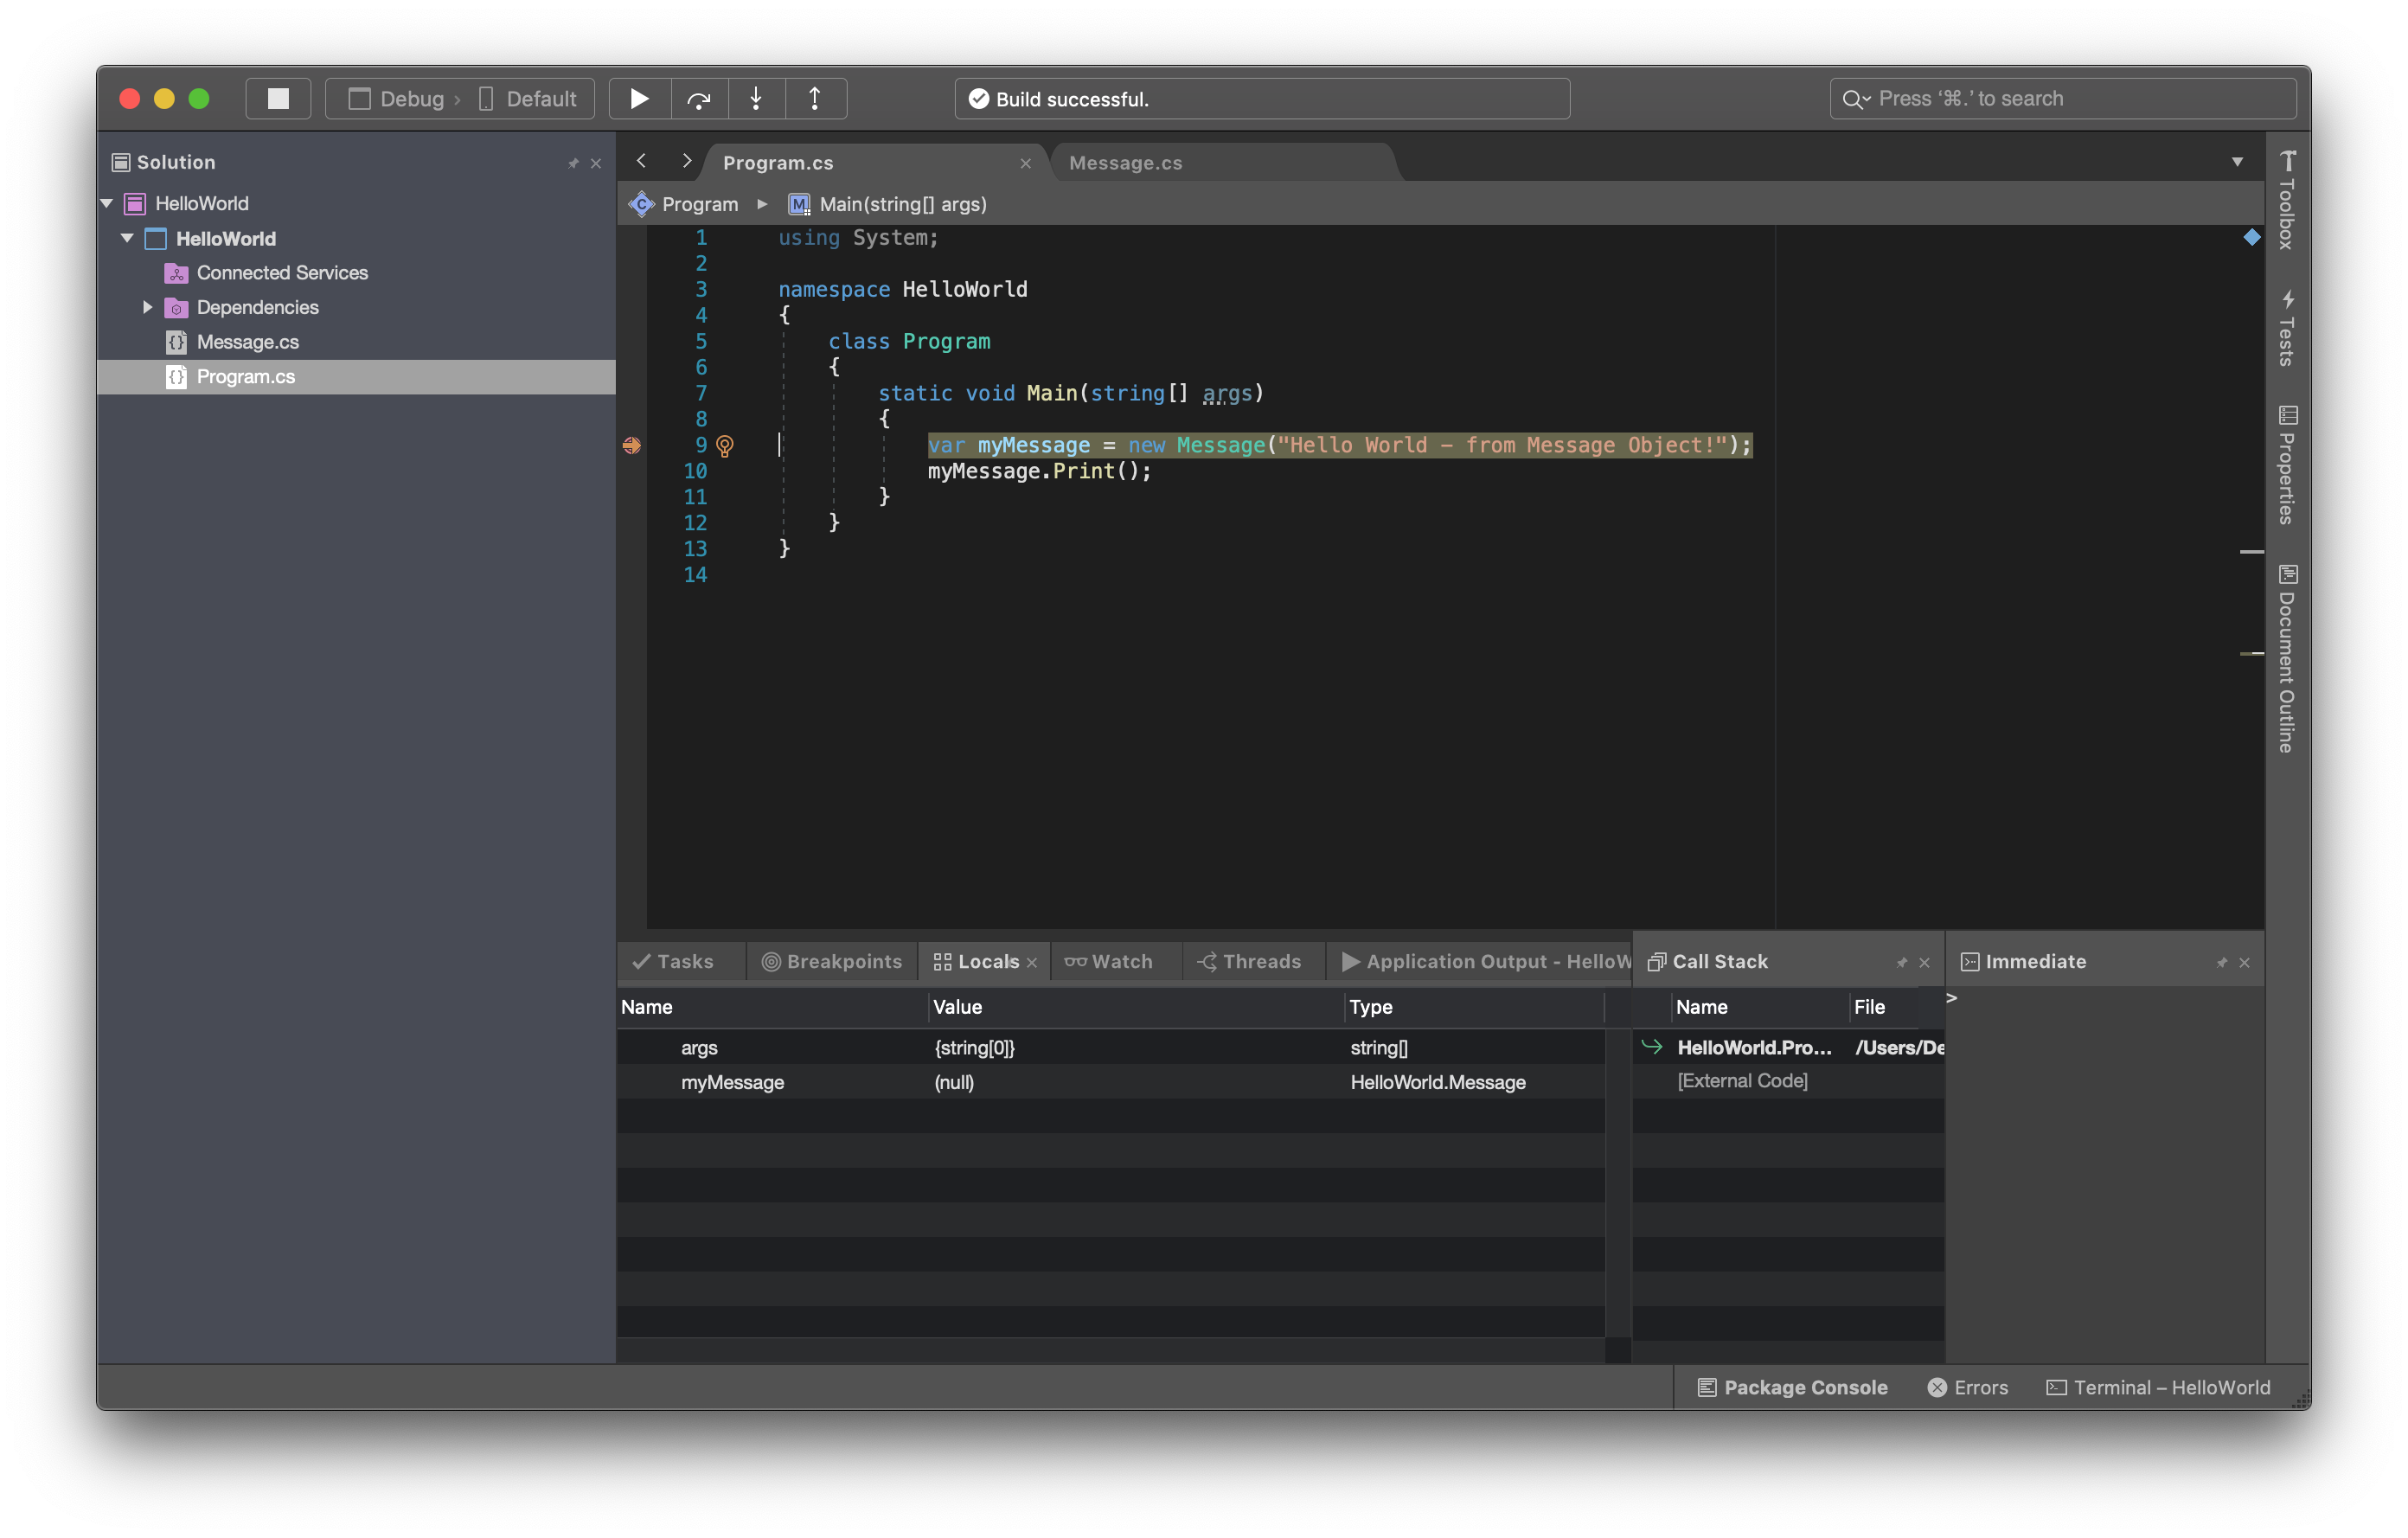 Debug › Default
Build successful.
Press ‘⌘.’ to search
Solution
HelloWorld
HelloWorld
Connected Services
Dependencies
Message.cs
Program.cs
Program.cs
Message.cs
Program
Main(string[] args)
1 using System;
2
3 namespace HelloWorld
4 {
5 class Program
6 {
7 static void Main(string[] args)
8 {
9 var myMessage = new Message("Hello World - from Message Object!");
10 myMessage.Print();
11 }
12 }
13 }
14
Toolbox
Tests
Properties
Document Outline
Tasks
Breakpoints
Locals
Watch
Threads
Application Output - HelloW
Name Value Type
args {string[0]} string[]
myMessage (null) HelloWorld.Message
Call Stack
Name File
HelloWorld.Pro... /Users/De
[External Code]
Immediate
>
Package Console
Errors
Terminal – HelloWorld